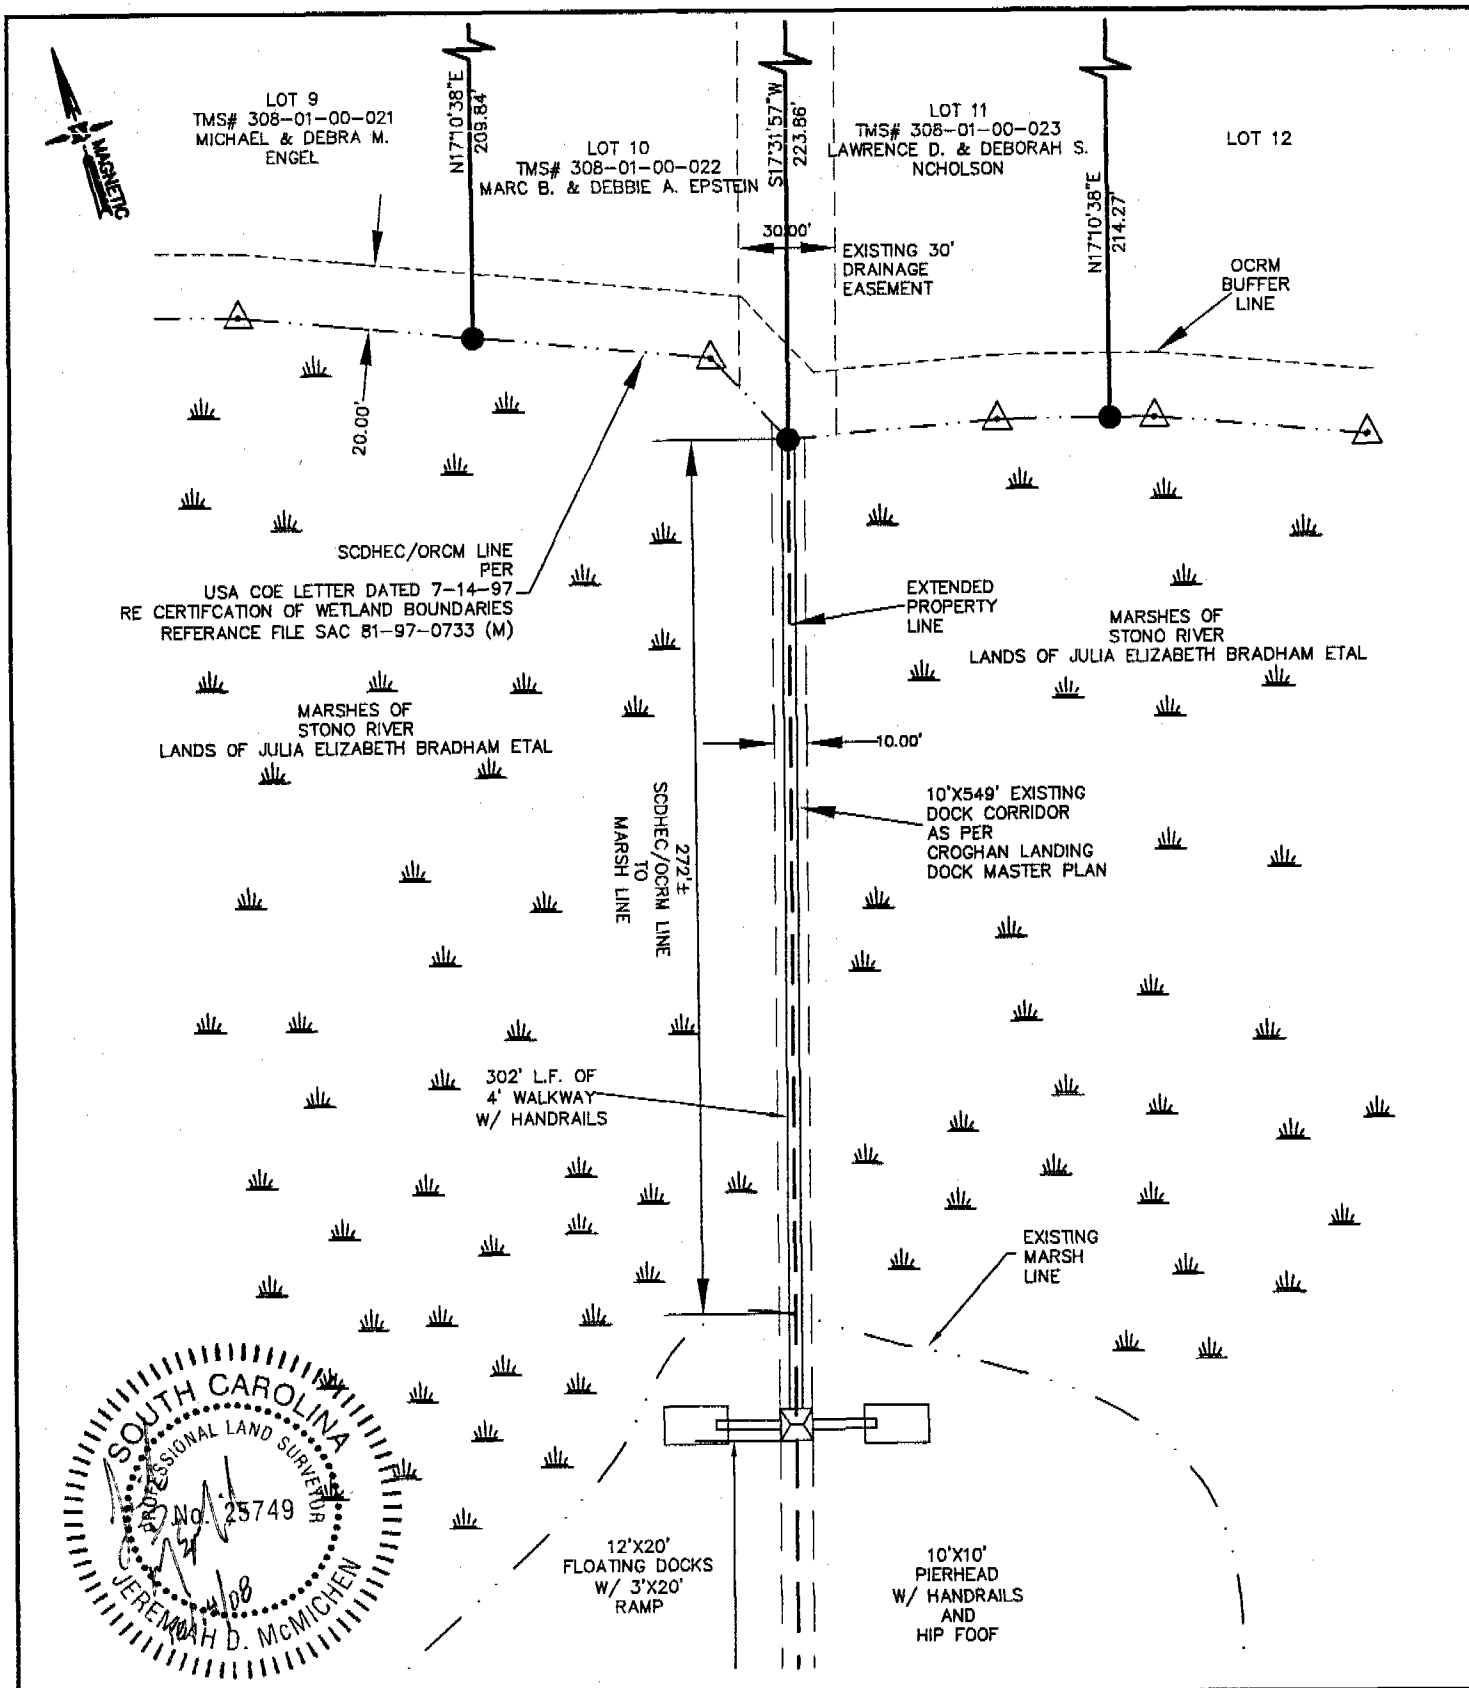 LOT 9
TMS# 308-01-00-021
MICHAEL & DEBRA M.
ENGEL
MAGNETIC
N17°10'38"E
209.84'
LOT 10
TMS# 308-01-00-022
MARC B. & DEBBIE A. EPSTEIN
S17°31'57"W
223.86'
LOT 11
TMS# 308-01-00-023
LAWRENCE D. & DEBORAH S.
NCHOLSON
N17°10'38"E
214.27'
LOT 12
30.00'
EXISTING 30'
DRAINAGE
EASEMENT
OCRM
BUFFER
LINE
20.00'
SCDHEC/ORCM LINE
PER
USA COE LETTER DATED 7-14-97
RE CERTIFCATION OF WETLAND BOUNDARIES
REFERANCE FILE SAC 81-97-0733 (M)
EXTENDED
PROPERTY
LINE
MARSHES OF
STONO RIVER
LANDS OF JULIA ELIZABETH BRADHAM ETAL
MARSHES OF
STONO RIVER
LANDS OF JULIA ELIZABETH BRADHAM ETAL
10.00'
272'±
SCDHEC/OCRM LINE
TO
MARSH LINE
10'X549' EXISTING
DOCK CORRIDOR
AS PER
CROGHAN LANDING
DOCK MASTER PLAN
302' L.F. OF
4' WALKWAY
W/ HANDRAILS
EXISTING
MARSH
LINE
SOUTH CAROLINA
PROFESSIONAL LAND SURVEYOR
No. 25749
JEREMIAH D. McMICHEN
12'X20'
FLOATING DOCKS
W/ 3'X20'
RAMP
10'X10'
PIERHEAD
W/ HANDRAILS
AND
HIP FOOF